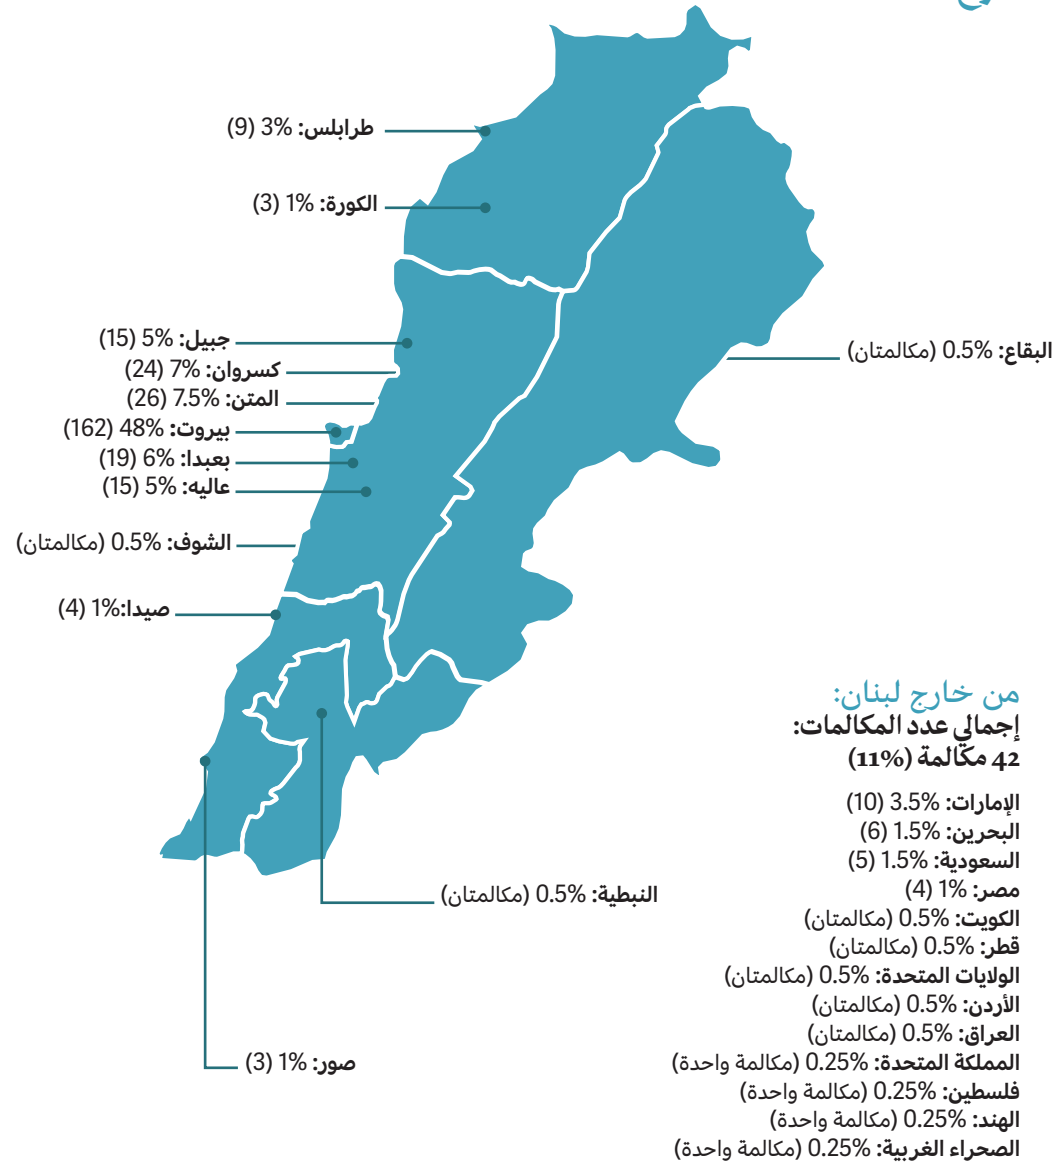 طرابلس: 3% (9)
الكورة: 1% (3)
جبيل: 5% (15)
كسروان: 7% (24)
المتن: 7.5% (26)
بيروت: 48% (162)
بعبدا: 6% (19)
عاليه: 5% (15)
الشوف: 0.5% (مكالمتان)
صيدا:1% (4)
البقاع: 0.5% (مكالمتان)
النبطية: 0.5% (مكالمتان)
صور: 1% (3)
من خارج لبنان:
إجمالي عدد المكالمات:
42 مكالمة (11%)
الإمارات: 3.5% (10)
البحرين: 1.5% (6)
السعودية: 1.5% (5)
مصر: 1% (4)
الكويت: 0.5% (مكالمتان)
قطر: 0.5% (مكالمتان)
الولايات المتحدة: 0.5% (مكالمتان)
الأردن: 0.5% (مكالمتان)
العراق: 0.5% (مكالمتان)
المملكة المتحدة: 0.25% (مكالمة واحدة)
فلسطين: 0.25% (مكالمة واحدة)
الهند: 0.25% (مكالمة واحدة)
الصحراء الغربية: 0.25% (مكالمة واحدة)